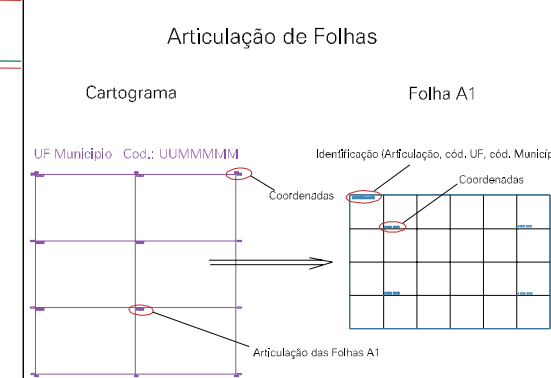 Articulação de Folhas
Cartograma
Folha A1
UF Municipio Cod.: UUMMMMM
Identificação (Articulação, cód. UF, cód. Municíp
Coordenadas
Coordenadas
Articulação das Folhas A1